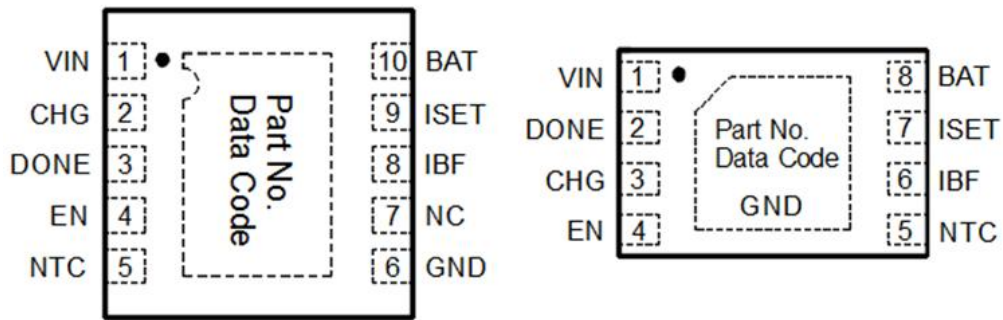 VIN 1 10 BAT
CHG 2 9 ISET
DONE 3 8 IBF
EN 4 7 NC
NTC 5 6 GND
Part No.
Data Code
VIN 1 8 BAT
DONE 2 7 ISET
CHG 3 6 IBF
EN 4 5 NTC
Part No.
Data Code
GND